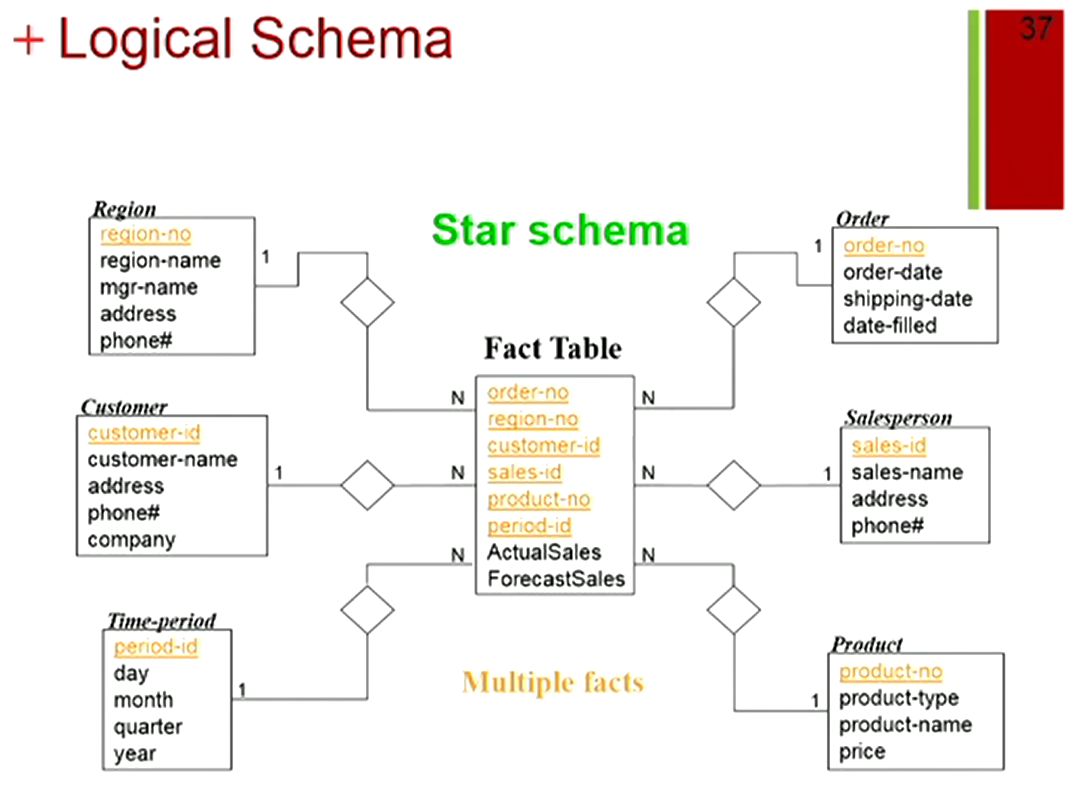 + Logical Schema
37
Star schema
Region
region-no
region-name
mgr-name
address
phone#
1
Order
order-no
order-date
shipping-date
date-filled
1
Fact Table
order-no
region-no
customer-id
sales-id
product-no
period-id
ActualSales
ForecastSales
N
N
N
N
N
N
Customer
customer-id
customer-name
address
phone#
company
1
Salesperson
sales-id
sales-name
address
phone#
1
Time-period
period-id
day
month
quarter
year
1
Multiple facts
Product
product-no
product-type
product-name
price
1